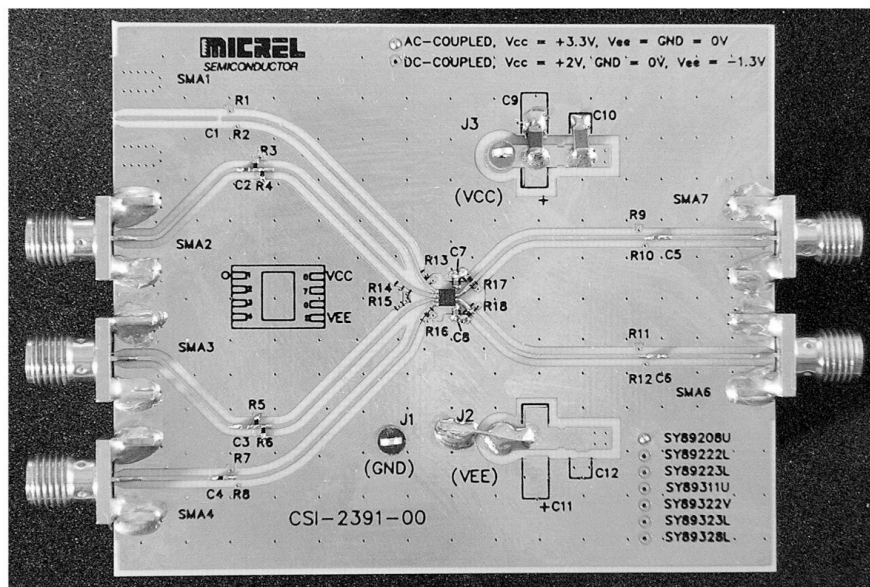 MICREL
SEMICONDUCTOR
AC-COUPLED, Vcc = +3.3V, Vee = GND = 0V
DC-COUPLED, Vcc = +2V, GND = 0V, Vee = -1.3V
SMA1
R1
C1
R2
R3
C2
R4
C9
C10
J3
(VCC)
+
SMA2
SMA7
R9
R10
C5
VCC
VEE
R13
C7
R14
R15
R17
R18
R16
C8
SMA3
R11
R12
C6
SMA6
R5
C3
R6
R7
C4
R8
SMA4
J1
(GND)
J2
(VEE)
C12
+C11
CSI-2391-00
SY89208U
SY89222L
SY89223L
SY89311U
SY89322V
SY89323L
SY89328L